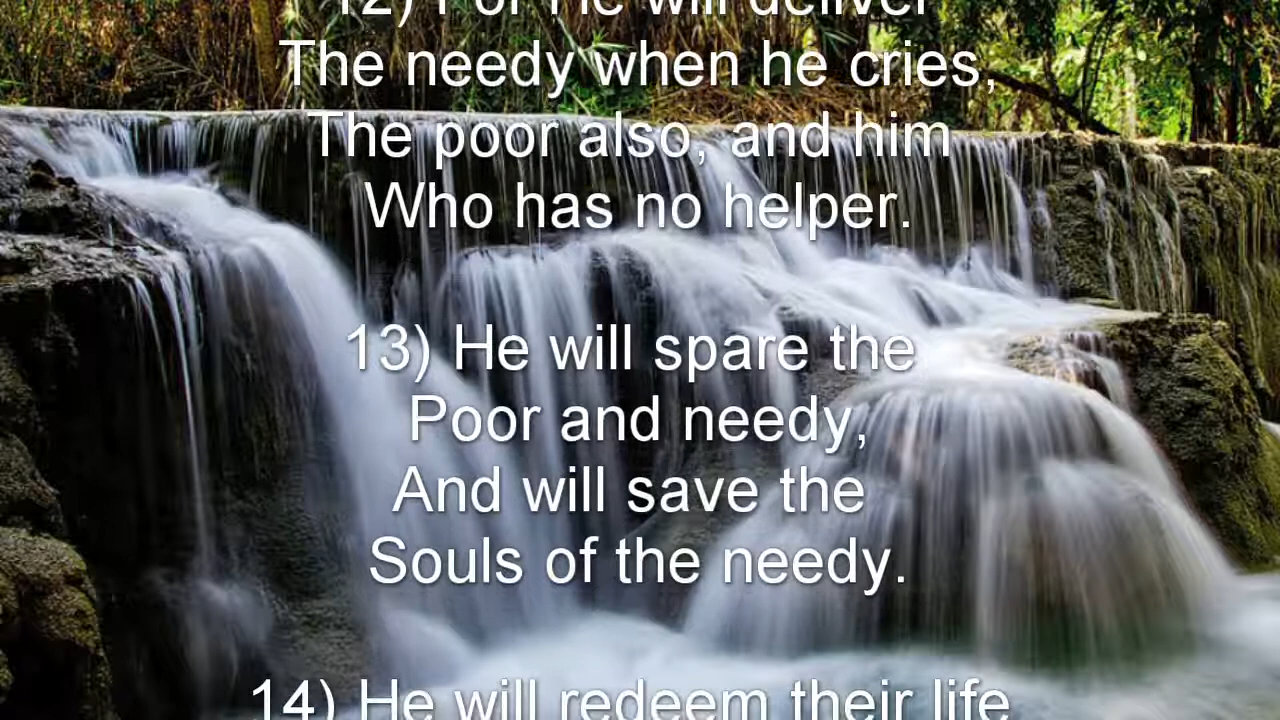 12) For He will deliver
The needy when he cries,
The poor also, and him
Who has no helper.
13) He will spare the
Poor and needy,
And will save the
Souls of the needy.
14) He will redeem their life